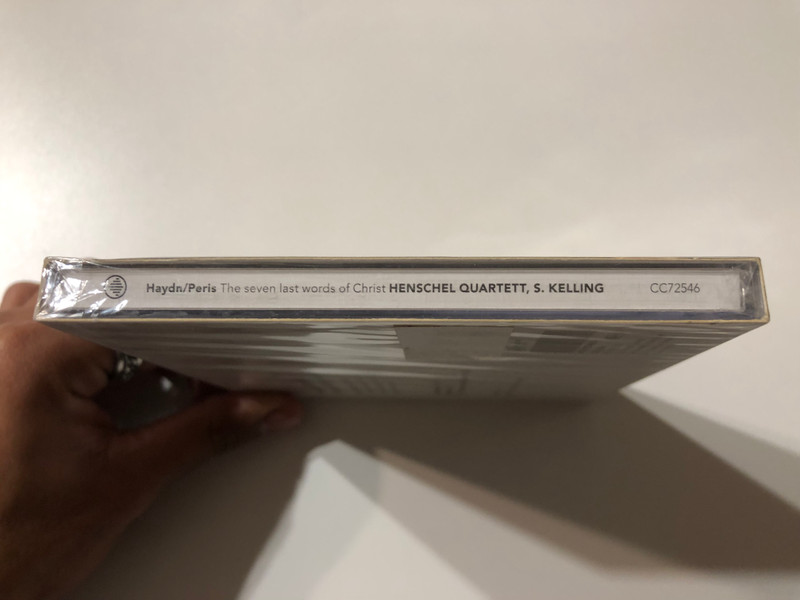 Haydn/Peris The seven last words of Christ HENSCHEL QUARTETT, S. KELLING CC72546